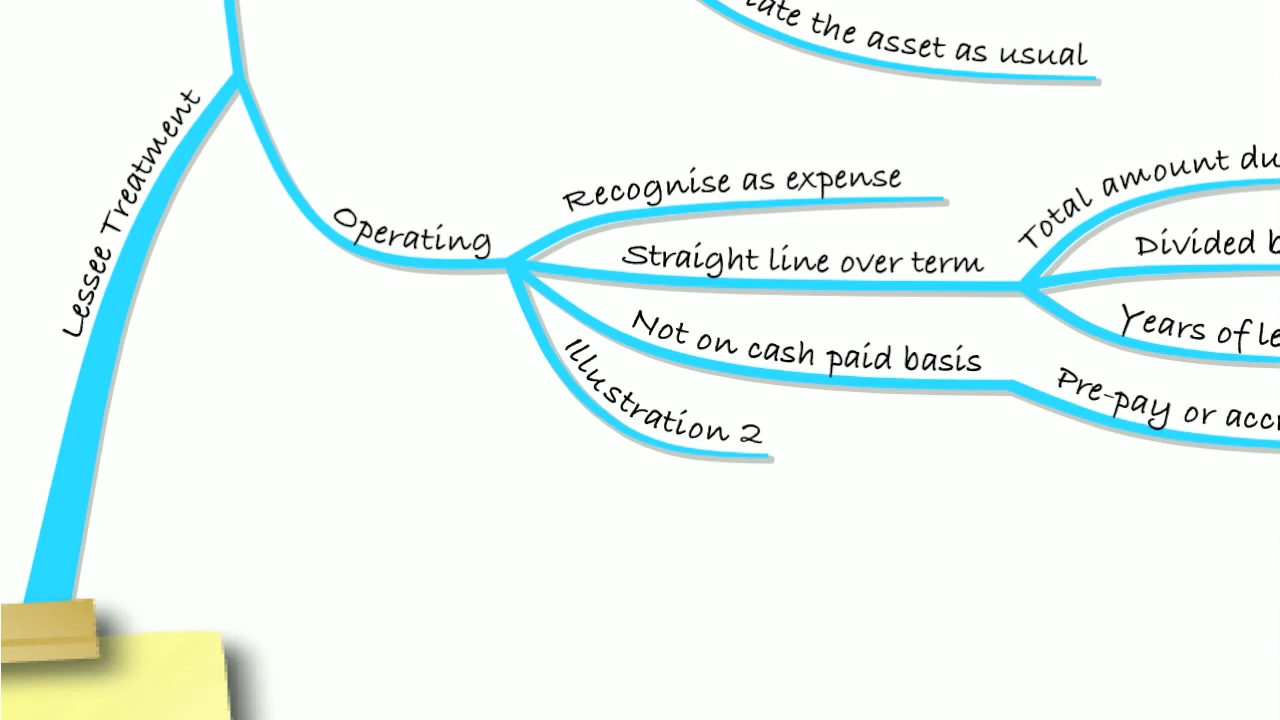 the asset as usual
Lessee Treatment
Operating
Recognise as expense
Straight line over term
Total amount
Divided
Years of
Not on cash paid basis
Pre-pay or
Illustration 2